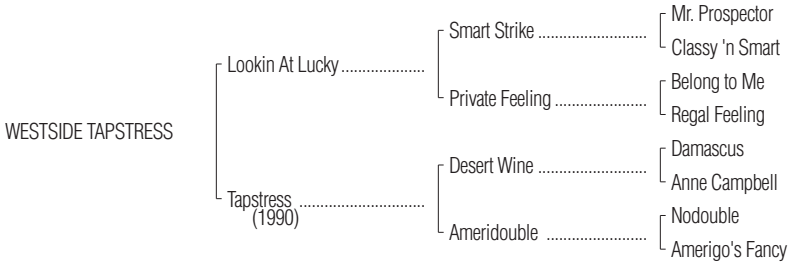 Mr. Prospector
Smart Strike ..........................
Classy 'n Smart
Lookin At Lucky ....................
Belong to Me
Private Feeling ......................
Regal Feeling
WESTSIDE TAPSTRESS
Damascus
Desert Wine ..........................
Anne Campbell
Tapstress ..............................
(1990)
Nodouble
Ameridouble ........................
Amerigo's Fancy